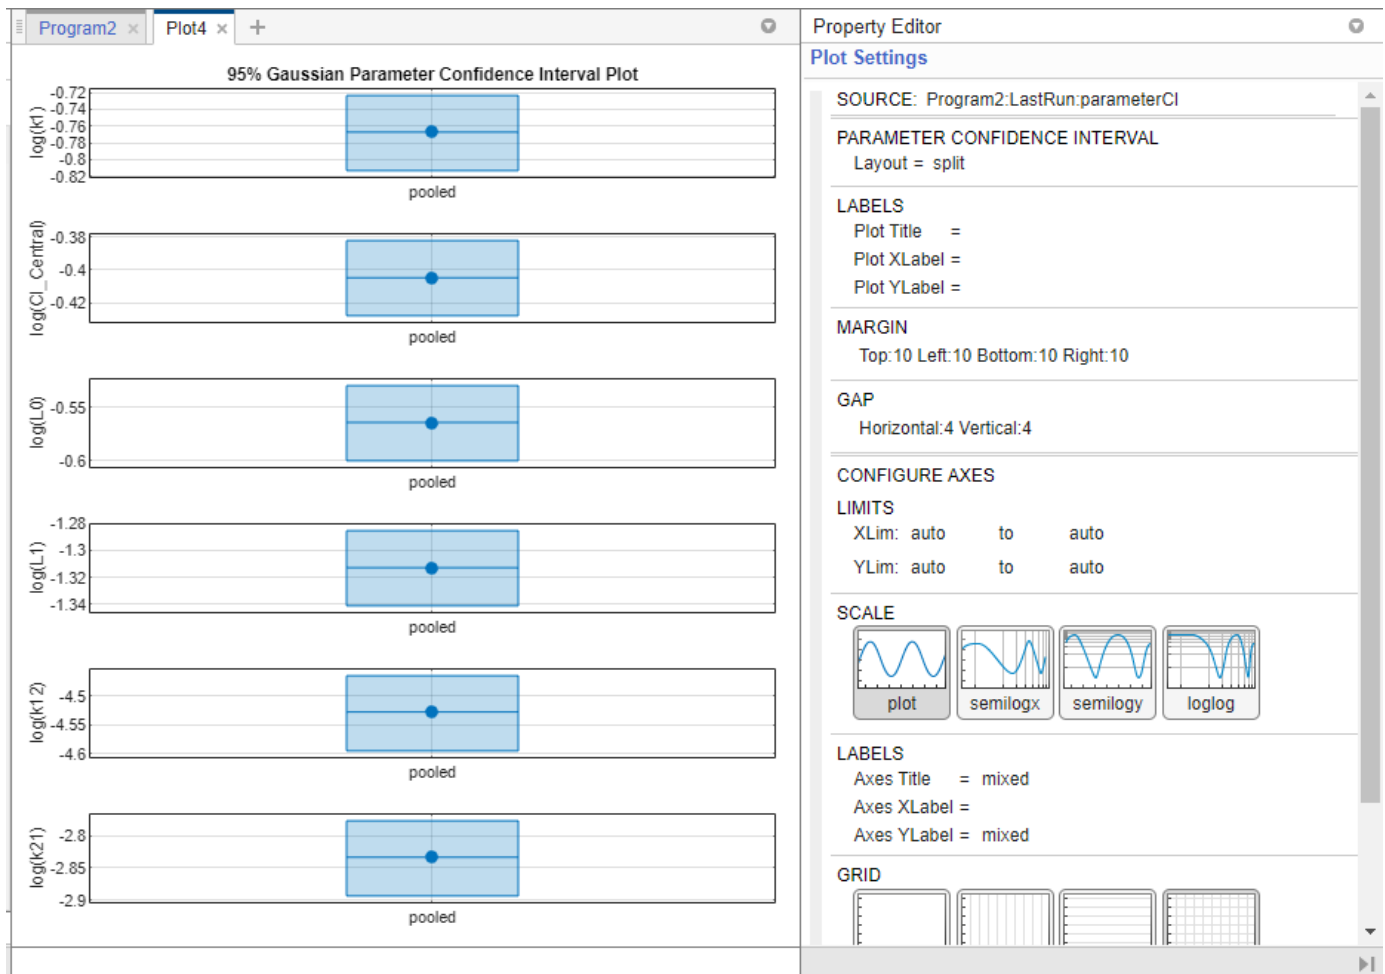 Program2 × Plot4 × +
95% Gaussian Parameter Confidence Interval Plot
log(k1)
-0.72
-0.74
-0.76
-0.78
-0.8
-0.82
pooled
log(Cl_Central)
-0.38
-0.4
-0.42
pooled
log(L0)
-0.55
-0.6
pooled
log(L1)
-1.28
-1.3
-1.32
-1.34
pooled
log(k12)
-4.5
-4.55
-4.6
pooled
log(k21)
-2.8
-2.85
-2.9
pooled
Property Editor
Plot Settings
SOURCE: Program2:LastRun:parameterCI
PARAMETER CONFIDENCE INTERVAL
Layout = split
LABELS
Plot Title =
Plot XLabel =
Plot YLabel =
MARGIN
Top:10 Left:10 Bottom:10 Right:10
GAP
Horizontal:4 Vertical:4
CONFIGURE AXES
LIMITS
XLim: auto to auto
YLim: auto to auto
SCALE
plot semilogx semilogy loglog
LABELS
Axes Title = mixed
Axes XLabel =
Axes YLabel = mixed
GRID